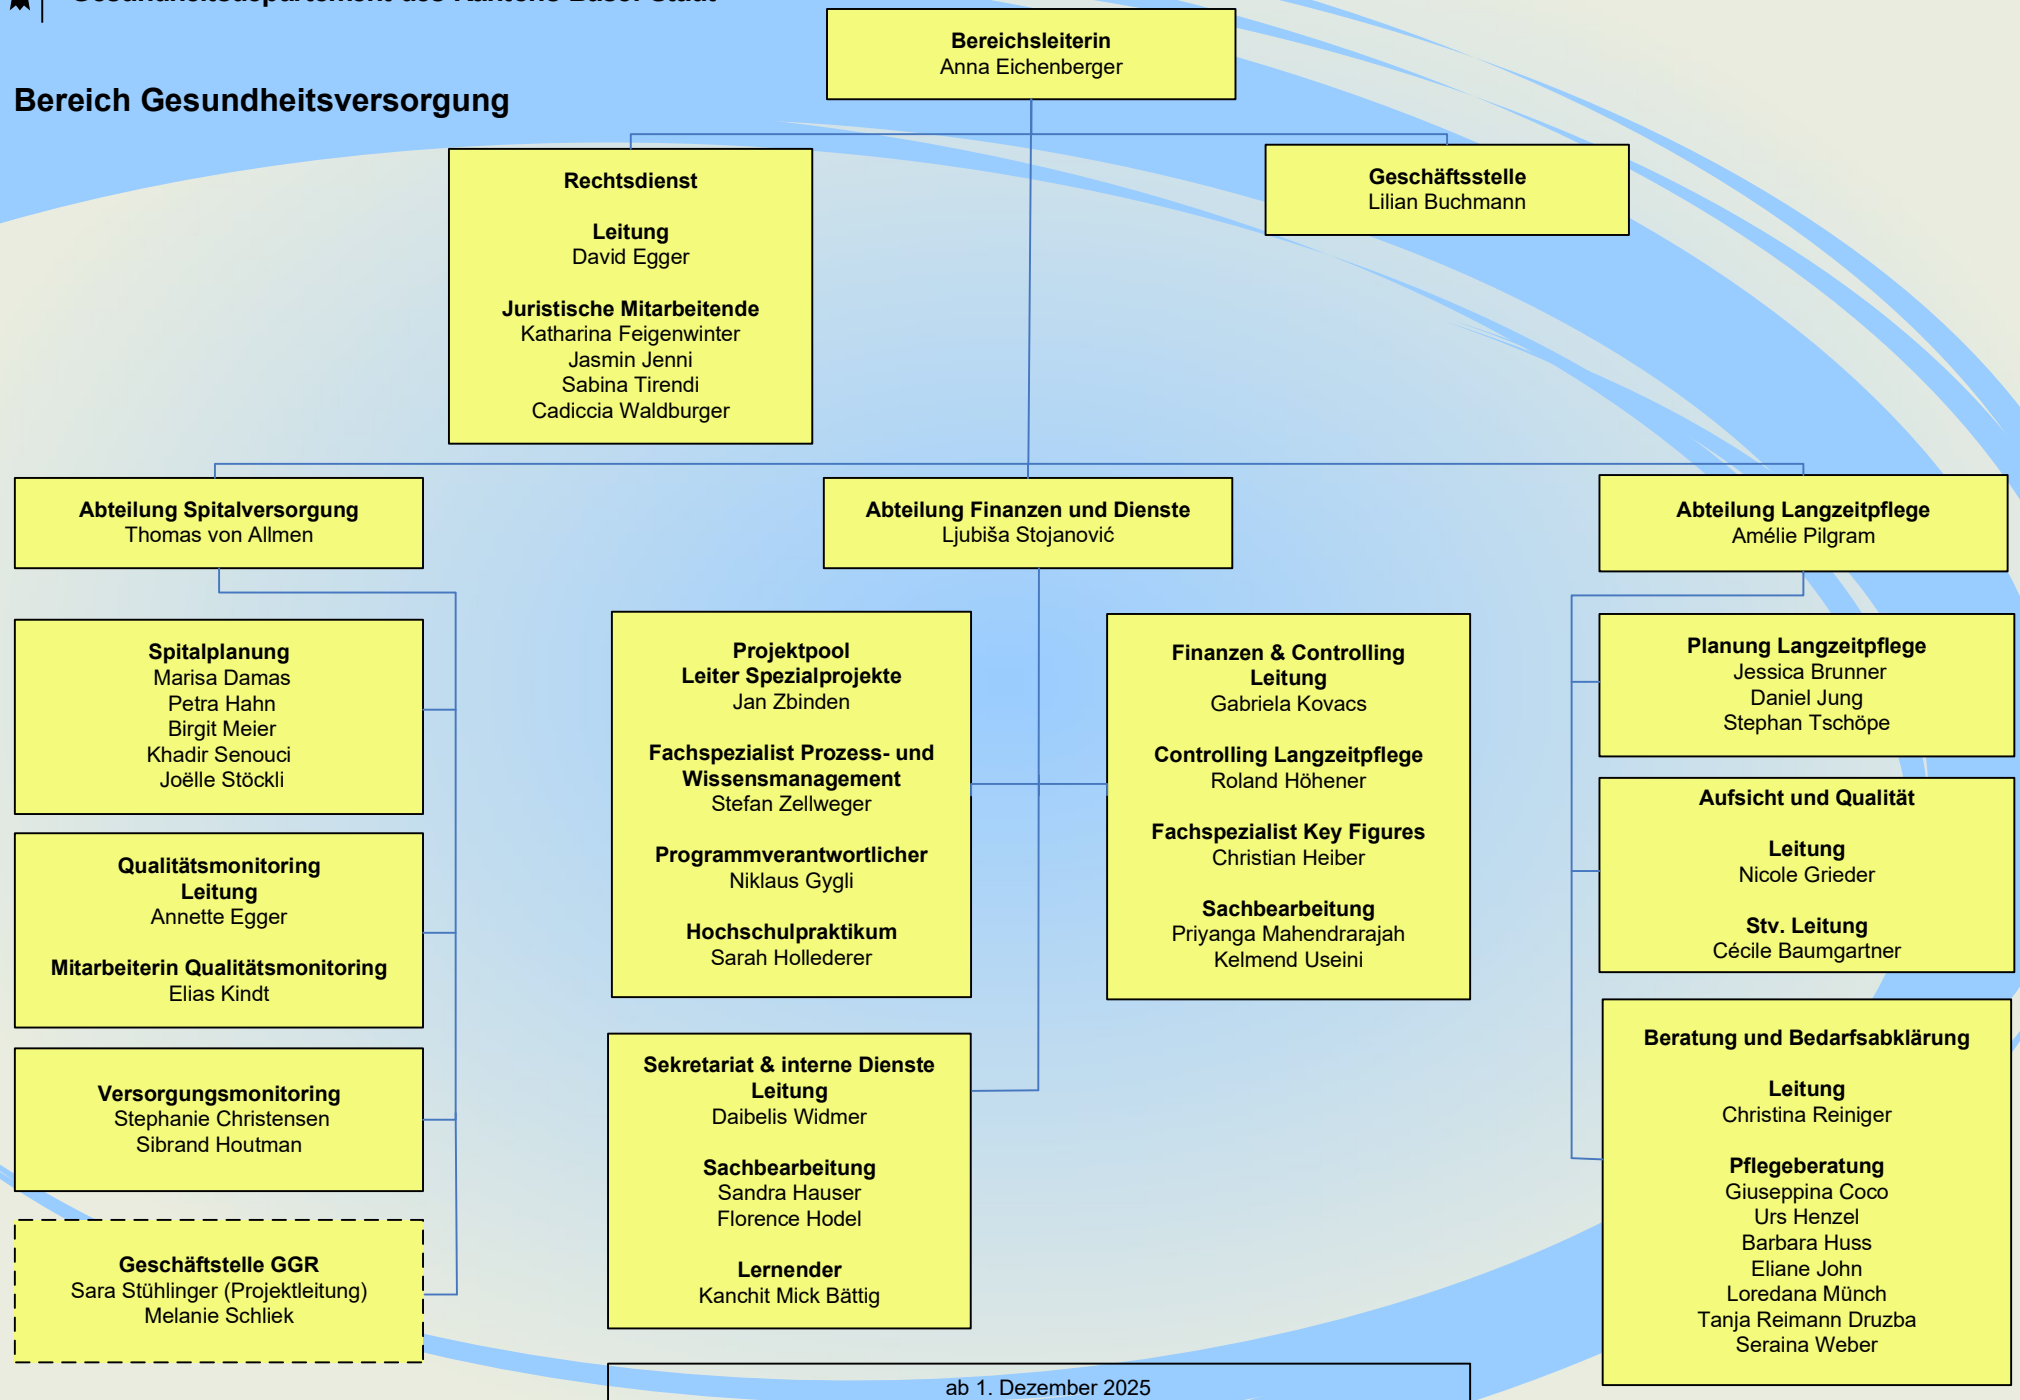 Gesundheitsdepartement des Kantons Basel-Stadt
Bereich Gesundheitsversorgung
Bereichsleiterin
Anna Eichenberger
Rechtsdienst
Leitung
David Egger
Juristische Mitarbeitende
Katharina Feigenwinter
Jasmin Jenni
Sabina Tirendi
Cadiccia Waldburger
Geschäftsstelle
Lilian Buchmann
Abteilung Spitalversorgung
Thomas von Allmen
Spitalplanung
Marisa Damas
Petra Hahn
Birgit Meier
Khadir Senouci
Joëlle Stöckli
Qualitätsmonitoring
Leitung
Annette Egger
Mitarbeiterin Qualitätsmonitoring
Elias Kindt
Versorgungsmonitoring
Stephanie Christensen
Sibrand Houtman
Geschäftstelle GGR
Sara Stühlinger (Projektleitung)
Melanie Schliek
Abteilung Finanzen und Dienste
Ljubiša Stojanović
Projektpool
Leiter Spezialprojekte
Jan Zbinden
Fachspezialist Prozess- und
Wissensmanagement
Stefan Zellweger
Programmverantwortlicher
Niklaus Gygli
Hochschulpraktikum
Sarah Hollederer
Finanzen & Controlling
Leitung
Gabriela Kovacs
Controlling Langzeitpflege
Roland Höhener
Fachspezialist Key Figures
Christian Heiber
Sachbearbeitung
Priyanga Mahendrarajah
Kelmend Useini
Sekretariat & interne Dienste
Leitung
Daibelis Widmer
Sachbearbeitung
Sandra Hauser
Florence Hodel
Lernender
Kanchit Mick Bättig
Abteilung Langzeitpflege
Amélie Pilgram
Planung Langzeitpflege
Jessica Brunner
Daniel Jung
Stephan Tschöpe
Aufsicht und Qualität
Leitung
Nicole Grieder
Stv. Leitung
Cécile Baumgartner
Beratung und Bedarfsabklärung
Leitung
Christina Reiniger
Pflegeberatung
Giuseppina Coco
Urs Henzel
Barbara Huss
Eliane John
Loredana Münch
Tanja Reimann Druzba
Seraina Weber
ab 1. Dezember 2025